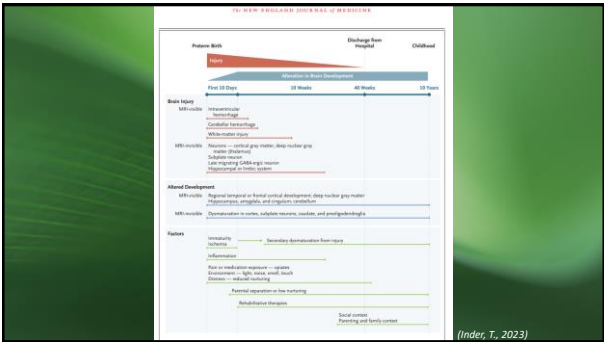 The NEW ENGLAND JOURNAL of MEDICINE
Preterm Birth
Discharge from
Hospital
Childhood
Injury
Alteration in Brain Development
First 10 Days
10 Weeks
40 Weeks
10 Years
Brain Injury
MRI-visible
Intraventricular
hemorrhage
Cerebellar hemorrhage
White-matter injury
MRI-invisible
Neurons — cortical gray matter, deep nuclear gray
matter (thalamus)
Subplate neuron
Late migrating GABA-ergic neuron
Hippocampal or limbic system
Altered Development
MRI-visible
Regional temporal or frontal cortical development, deep nuclear gray matter
Hippocampus, amygdala, and cingulum; cerebellum
MRI-invisible
Dysmaturation in cortex, subplate neurons, caudate, and preoligodendroglia
Factors
Immaturity
Ischemia
Secondary dysmaturation from injury
Inflammation
Pain or medication exposure — opiates
Environment — light, noise, smell, touch
Disease — reduced nurturing
Parental separation or low nurturing
Rehabilitative therapies
Social context
Parenting and family context
(Inder, T., 2023)